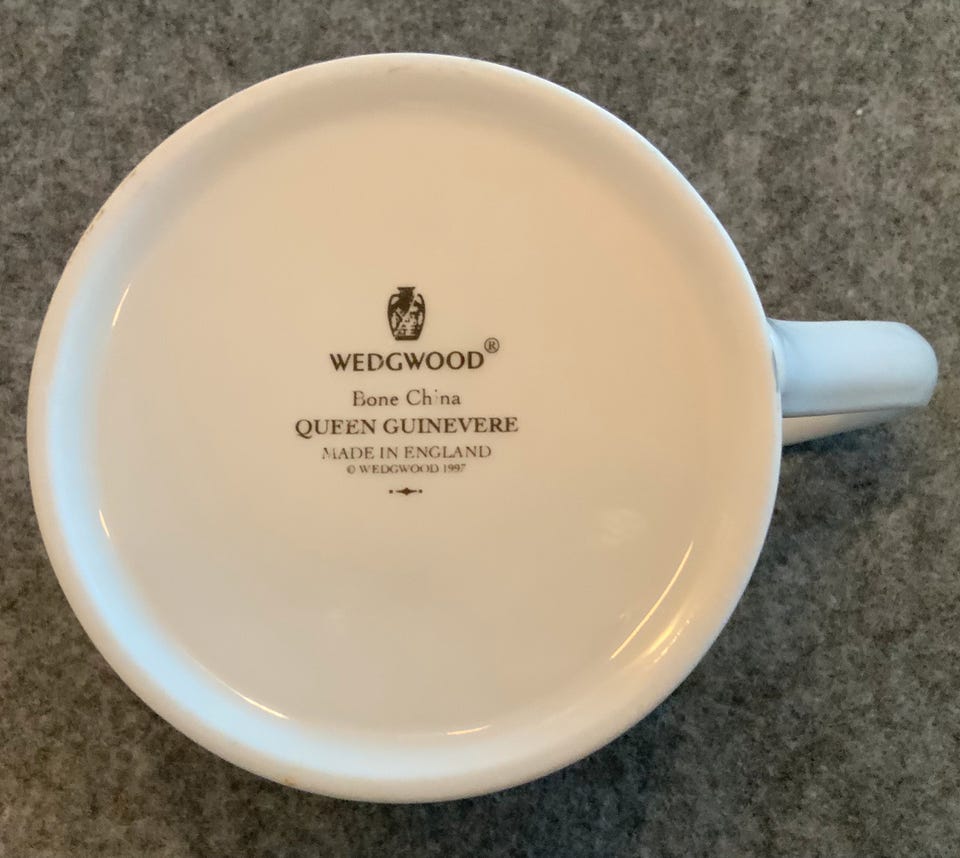 WEDGWOOD®
Bone China
QUEEN GUINEVERE
MADE IN ENGLAND
© WEDGWOOD 1997